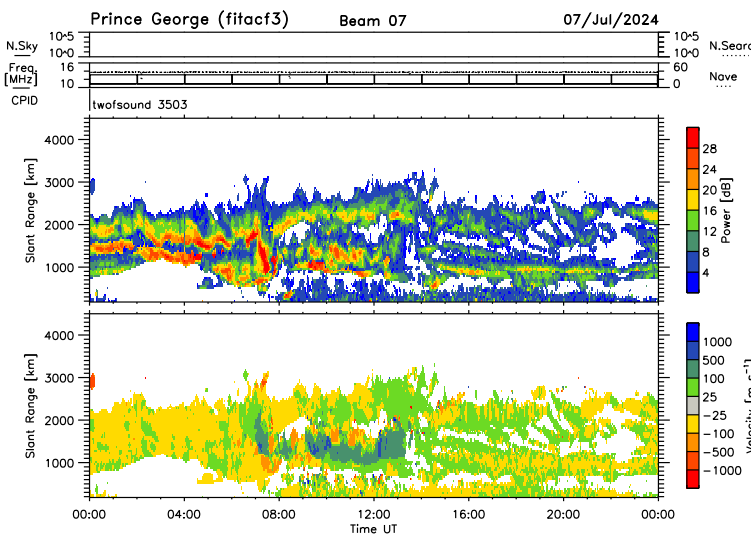 Prince George (fitacf3) Beam 07 07/Jul/2024
N.Sky 10^5 10^5 N.Sear
10^0 10^0
Freq 16 60
[MHz] 10 0 Nave
CPID twofsound 3503
4000
3000
2000
1000
Slant Range [km]
28
24
20
16
12
8
4
Power [dB]
4000
3000
2000
1000
Slant Range [km]
1000
500
100
25
-25
-100
-500
-1000
Velocity [m s⁻¹]
00:00 04:00 08:00 12:00 16:00 20:00 00:00
Time UT